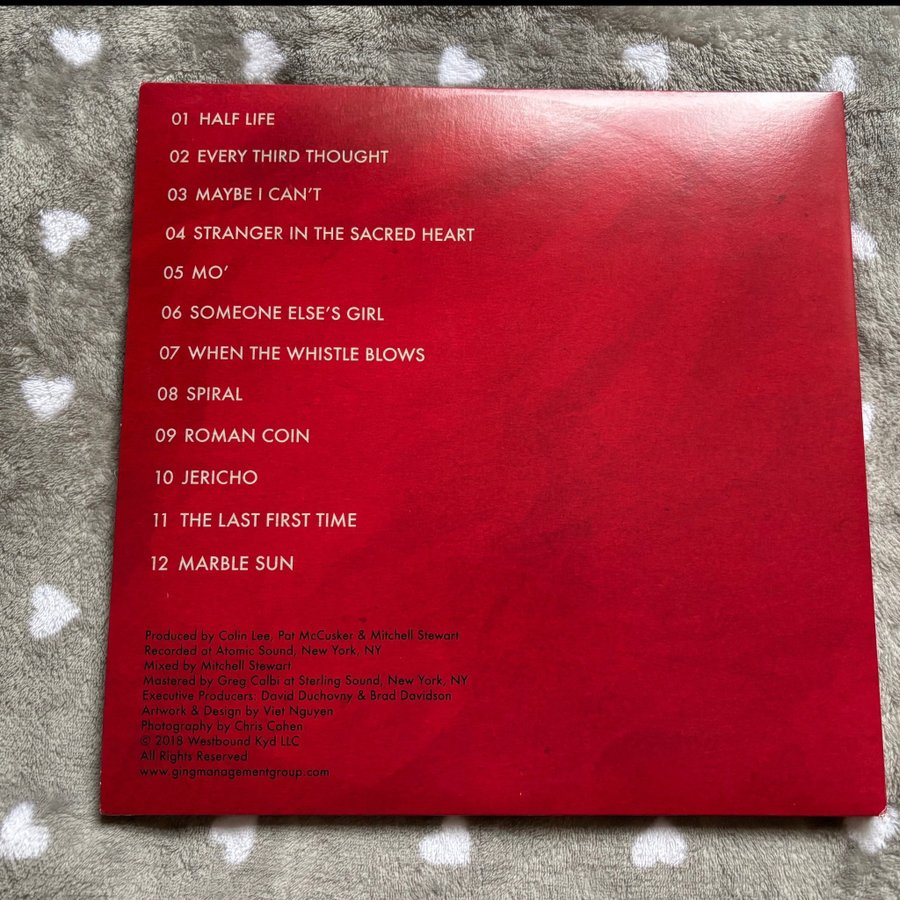 01 HALF LIFE
02 EVERY THIRD THOUGHT
03 MAYBE I CAN'T
04 STRANGER IN THE SACRED HEART
05 MO'
06 SOMEONE ELSE'S GIRL
07 WHEN THE WHISTLE BLOWS
08 SPIRAL
09 ROMAN COIN
10 JERICHO
11 THE LAST FIRST TIME
12 MARBLE SUN
Produced by Colin Lee, Pat McCusker & Mitchell Stewart
Recorded at Atomic Sound, New York, NY
Mixed by Mitchell Stewart
Mastered by Greg Calbi at Sterling Sound, New York, NY
Executive Producers: David Duchovny & Brad Davidson
Artwork & Design by Viet Nguyen
Photography by Chris Cohen
© 2018 Westbound Kyd LLC
All Rights Reserved
www.gingmanagementgroup.com